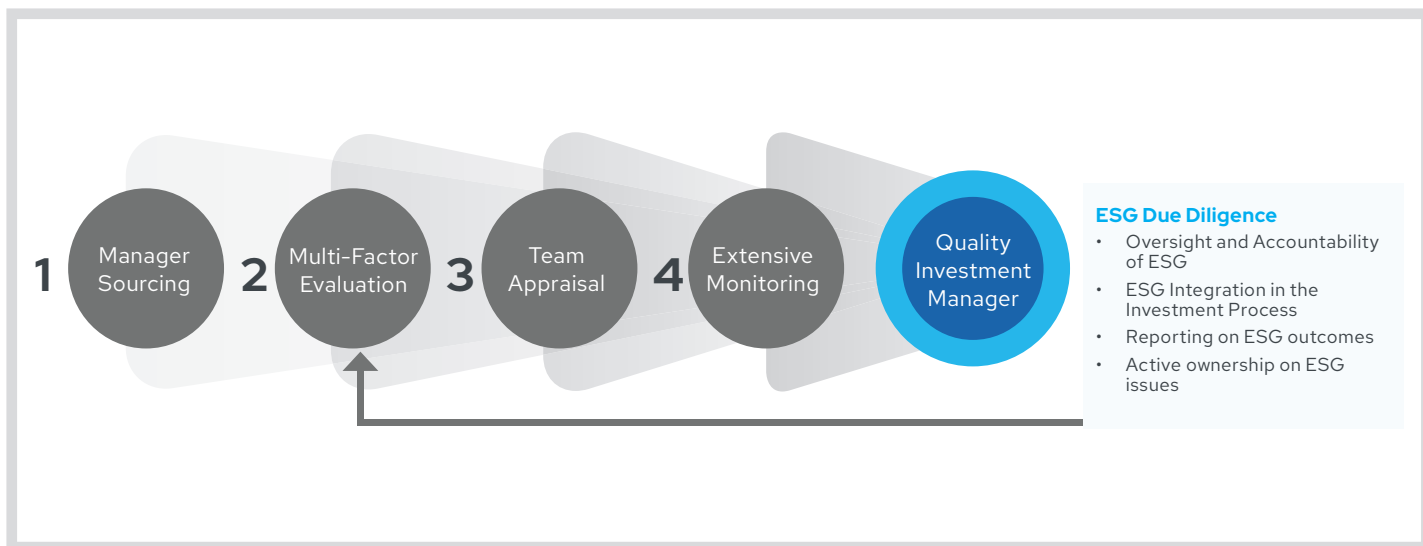 1
Manager
Sourcing
2
Multi-Factor
Evaluation
3
Team
Appraisal
4
Extensive
Monitoring
Quality
Investment
Manager
ESG Due Diligence
• Oversight and Accountability
of ESG
• ESG Integration in the
Investment Process
• Reporting on ESG outcomes
• Active ownership on ESG
issues